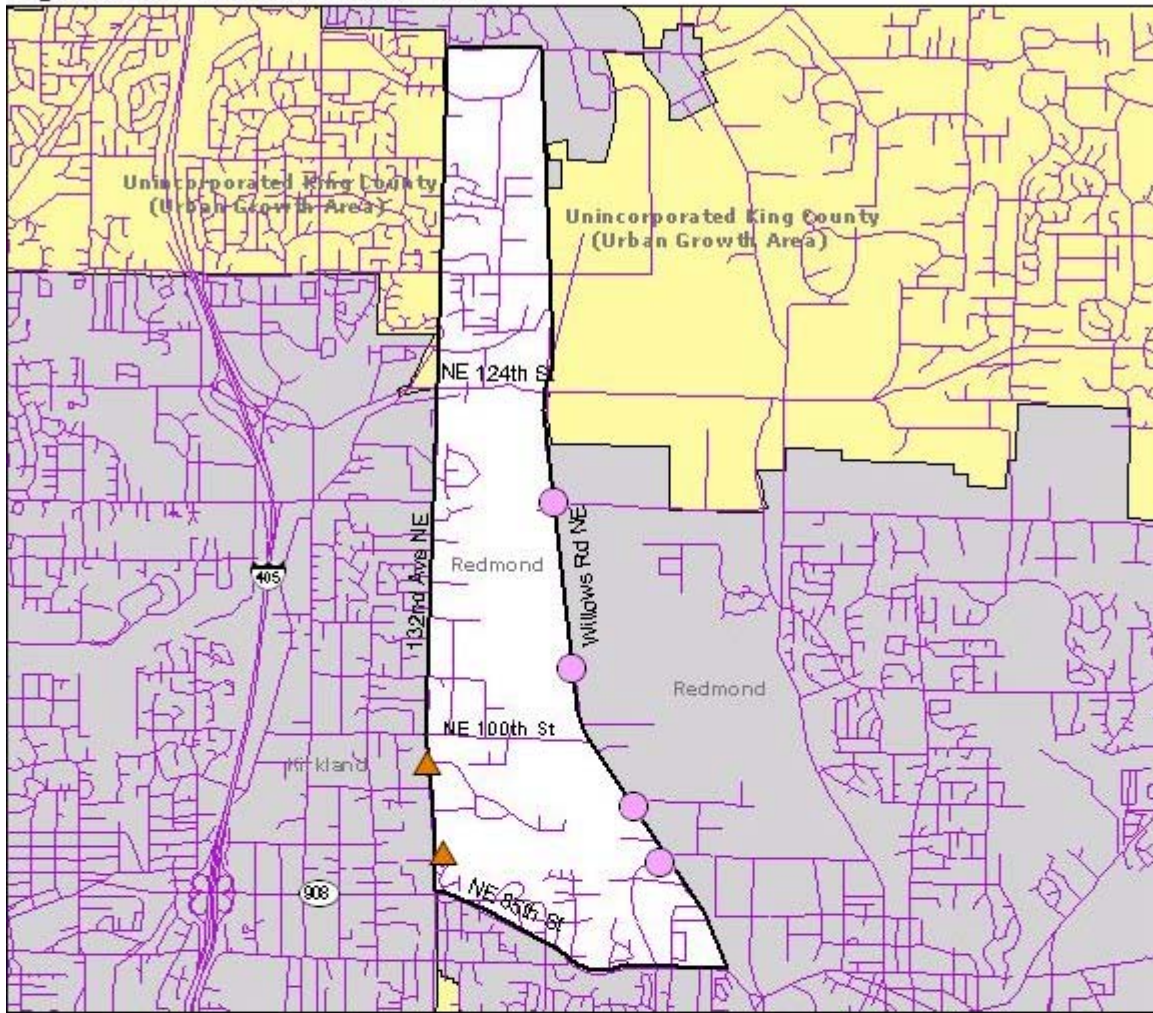 Unincorporated King County
(Urban Growth Area)
Unincorporated King County
(Urban Growth Area)
NE 124th St
132nd Ave NE
Willows Rd NE
Redmond
405
Redmond
NE 100th St
Kirkland
908
NE 85th St